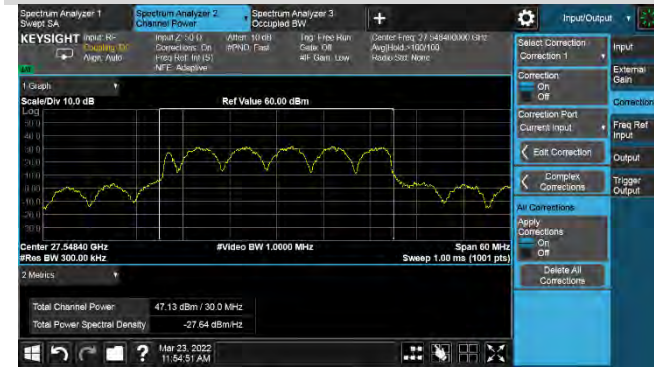 Spectrum Analyzer 1
Swept SA
Spectrum Analyzer 2
Channel Power
Spectrum Analyzer 3
Occupied BW
+
Input/Output
KEYSIGHT
Input: RF
Coupling: DC
Align: Auto
Input Z: 50 Ω
Corrections: On
Freq Ref: Int (S)
NFE: Adaptive
Atten: 10 dB
#PNO: Fast
Trig: Free Run
Gate: Off
#IF Gain: Low
Center Freq: 27.548400000 GHz
Avg|Hold:>100/100
Radio Std: None
1 Graph
Scale/Div 10.0 dB
Ref Value 60.00 dBm
Log
Center 27.54840 GHz
#Res BW 300.00 kHz
#Video BW 1.0000 MHz
Span 60 MHz
Sweep 1.00 ms (1001 pts)
2 Metrics
Total Channel Power
47.13 dBm / 30.0 MHz
Total Power Spectral Density
-27.64 dBm/Hz
Mar 23, 2022
11:54:51 AM
?
Select Correction
Correction 1
Correction
On
Off
Correction Port
Current Input
Edit Correction
Complex
Corrections
All Corrections
Apply
Corrections
On
Off
Delete All
Corrections
Input
External
Gain
Correction
Freq Ref
Input
Output
Trigger
Output